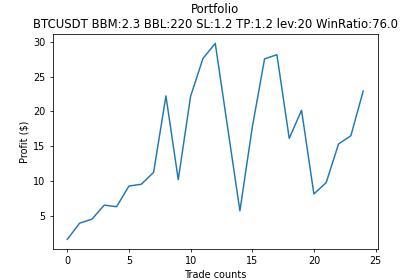 Portfolio
BTCUSDT BBM:2.3 BBL:220 SL:1.2 TP:1.2 lev:20 WinRatio:76.0
30
25
20
15
10
5
Profit ($)
0 5 10 15 20 25
Trade counts